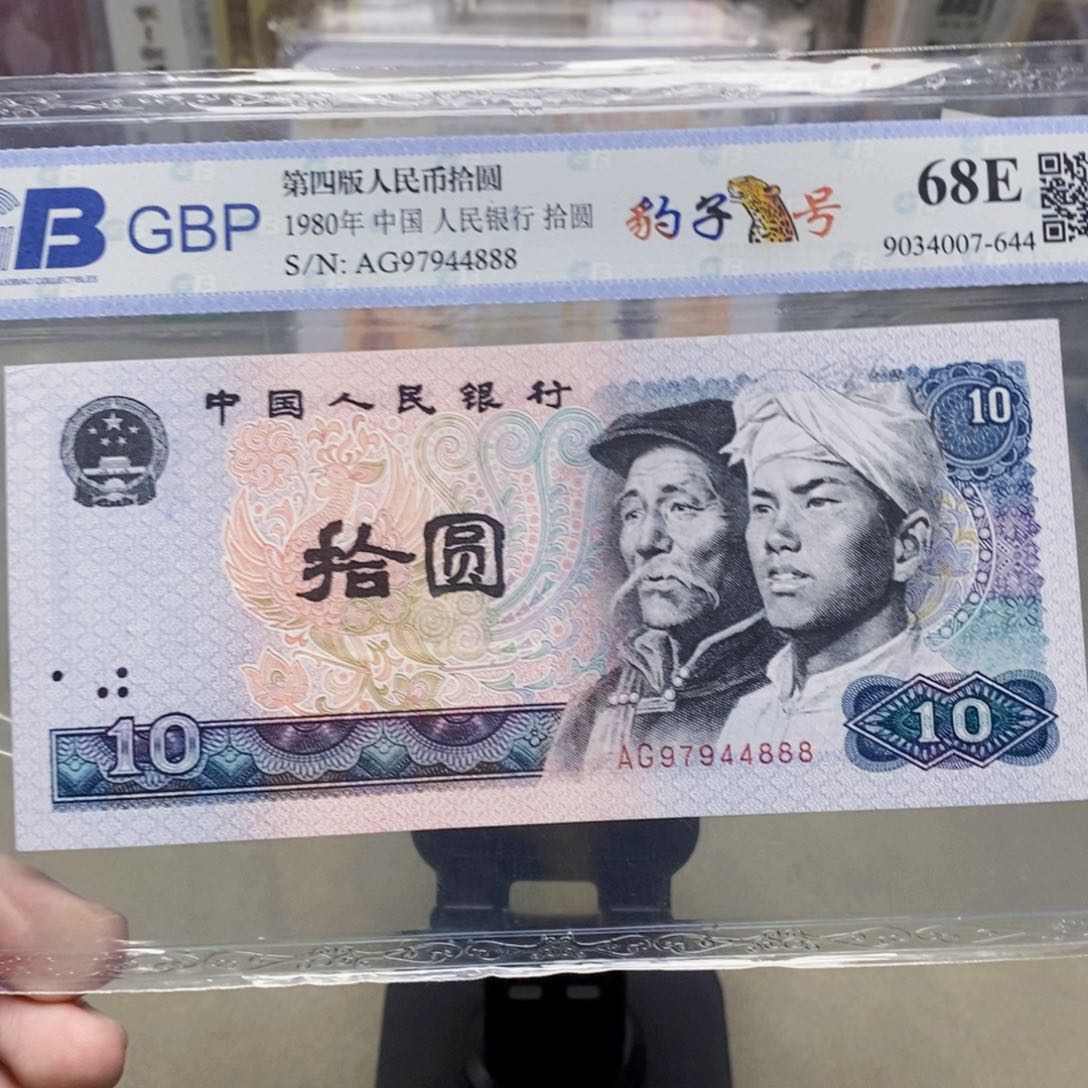 GBP
第四版人民币拾圆
1980年 中国 人民银行 拾圆
S/N: AG97944888
豹子号
68E
9034007-644
中国人民银行
10
拾圆
10
10
AG97944888